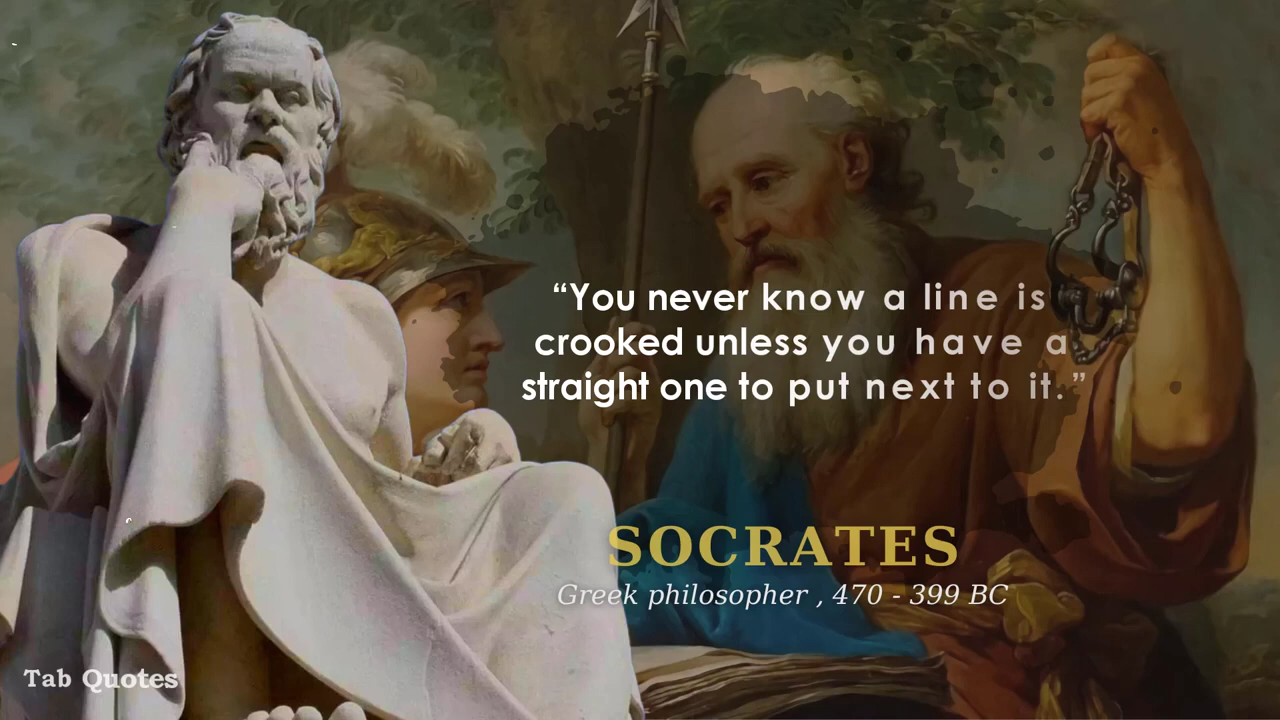 “You never know a line is
crooked unless you have a
straight one to put next to it.”
SOCRATES
Greek philosopher , 470 - 399 BC
Tab Quotes